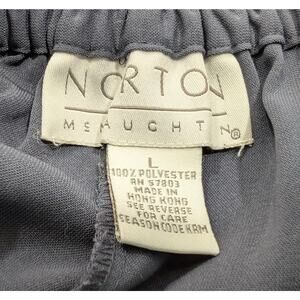 NORTON
McNAUGHTON®
L
100% POLYESTER
RN 57803
MADE IN
HONG KONG
SEE REVERSE
FOR CARE
SEASON CODE KRM